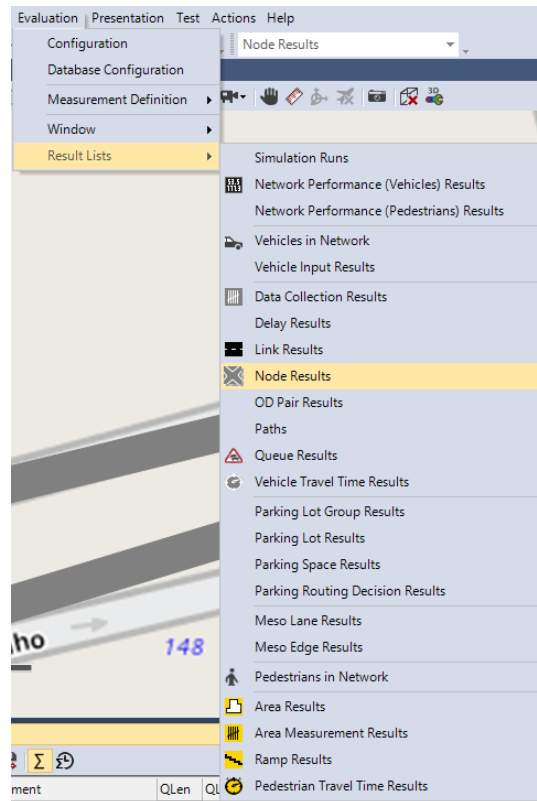 Evaluation Presentation Test Actions Help
Configuration
Node Results
Database Configuration
Measurement Definition
3D
Window
Result Lists
Simulation Runs
Network Performance (Vehicles) Results
Network Performance (Pedestrians) Results
Vehicles in Network
Vehicle Input Results
Data Collection Results
Delay Results
Link Results
Node Results
OD Pair Results
Paths
Queue Results
Vehicle Travel Time Results
Parking Lot Group Results
Parking Lot Results
Parking Space Results
Parking Routing Decision Results
Meso Lane Results
ho
148
Meso Edge Results
Pedestrians in Network
Area Results
Area Measurement Results
Σ
Ramp Results
ment QLen QL
Pedestrian Travel Time Results